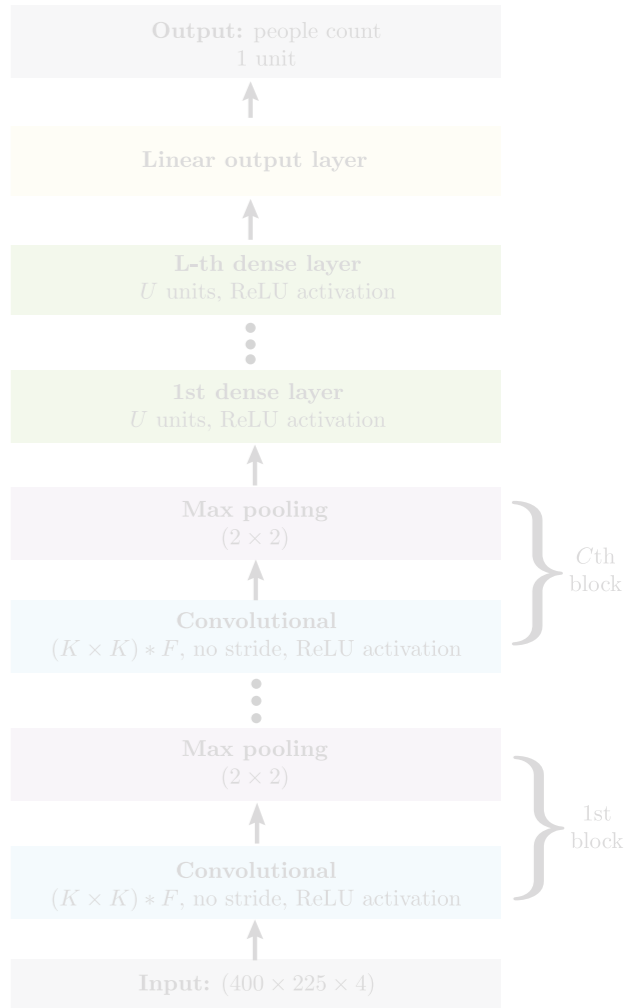 Output: people count
1 unit
Linear output layer
L-th dense layer
U units, ReLU activation
1st dense layer
U units, ReLU activation
Max pooling
(2 × 2)
Cth
block
Convolutional
(K × K) ∗ F, no stride, ReLU activation
Max pooling
(2 × 2)
1st
block
Convolutional
(K × K) ∗ F, no stride, ReLU activation
Input: (400 × 225 × 4)